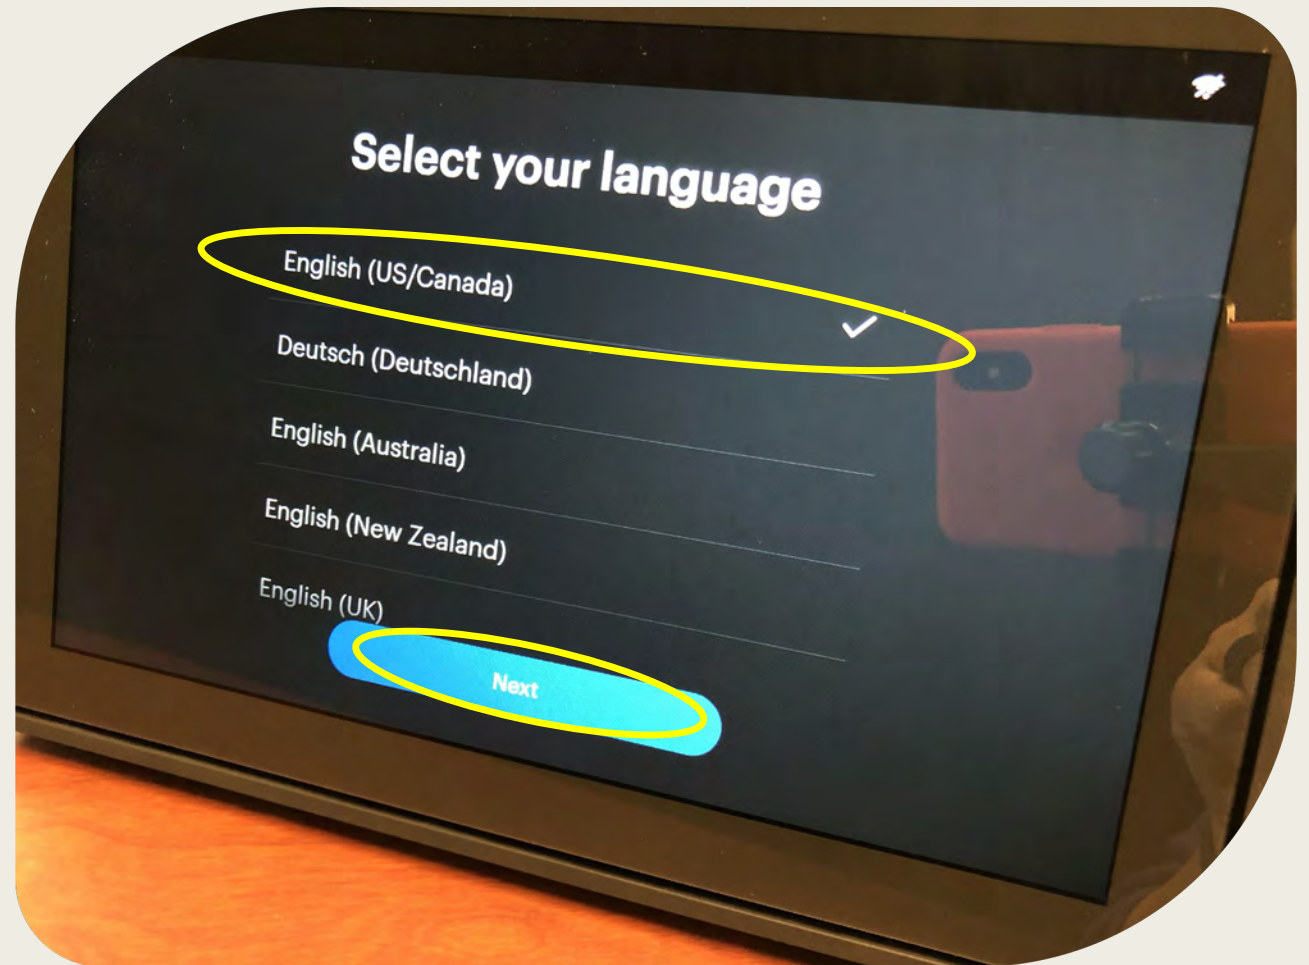 Select your language
English (US/Canada)
Deutsch (Deutschland)
English (Australia)
English (New Zealand)
English (UK)
Next